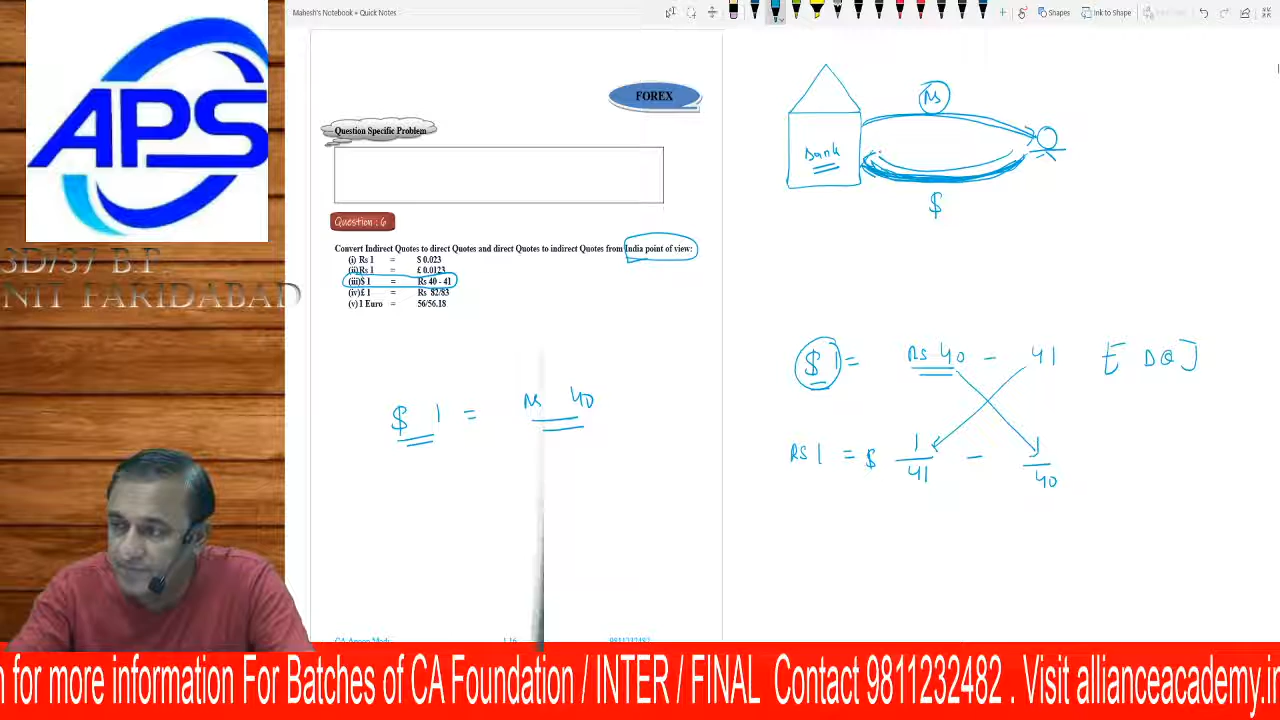 Mahesh's Notebook • Quick Notes
Shapes
Ink to Shape
APS
3D/37 B.P.
NIT FARIDABAD
FOREX
Question Specific Problem
Question : 6
Convert Indirect Quotes to direct Quotes and direct Quotes to indirect Quotes from India point of view:
(i) Rs 1 = $ 0.023
(ii)Rs 1 = £ 0.0123
(iii)$ 1 = Rs 40 - 41
(iv)£ 1 = Rs 82/83
(v) 1 Euro = 56/56.18
$ 1 = Rs 40
Bank
Rs
$
$ 1 = Rs 40 - 41 [ DQ ]
RS 1 = $ 1/41 - 1/40
1.16
9811232482
n for more information For Batches of CA Foundation / INTER / FINAL Contact 9811232482 . Visit allianceacademy.in